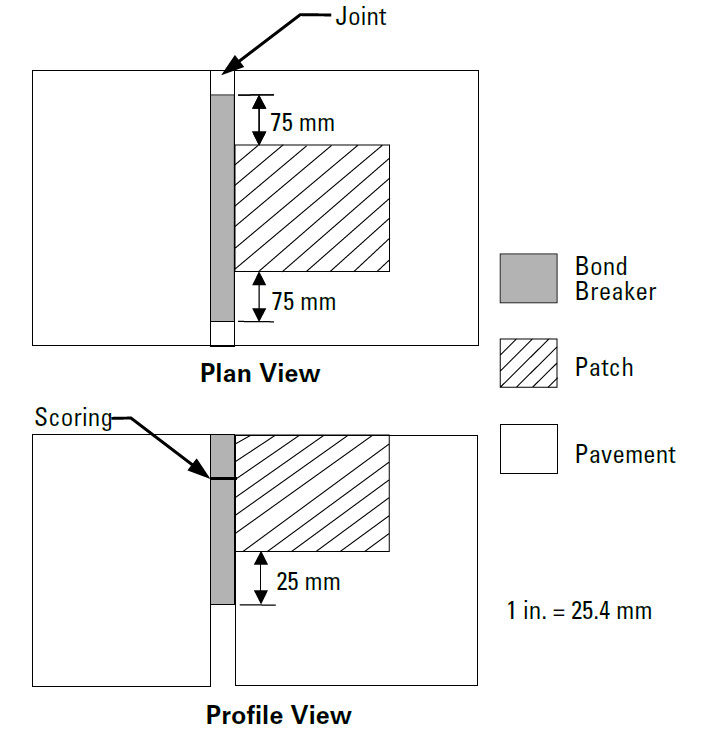 Joint
75 mm
75 mm
Plan View
Bond
Breaker
Patch
Pavement
Scoring
25 mm
1 in. = 25.4 mm
Profile View